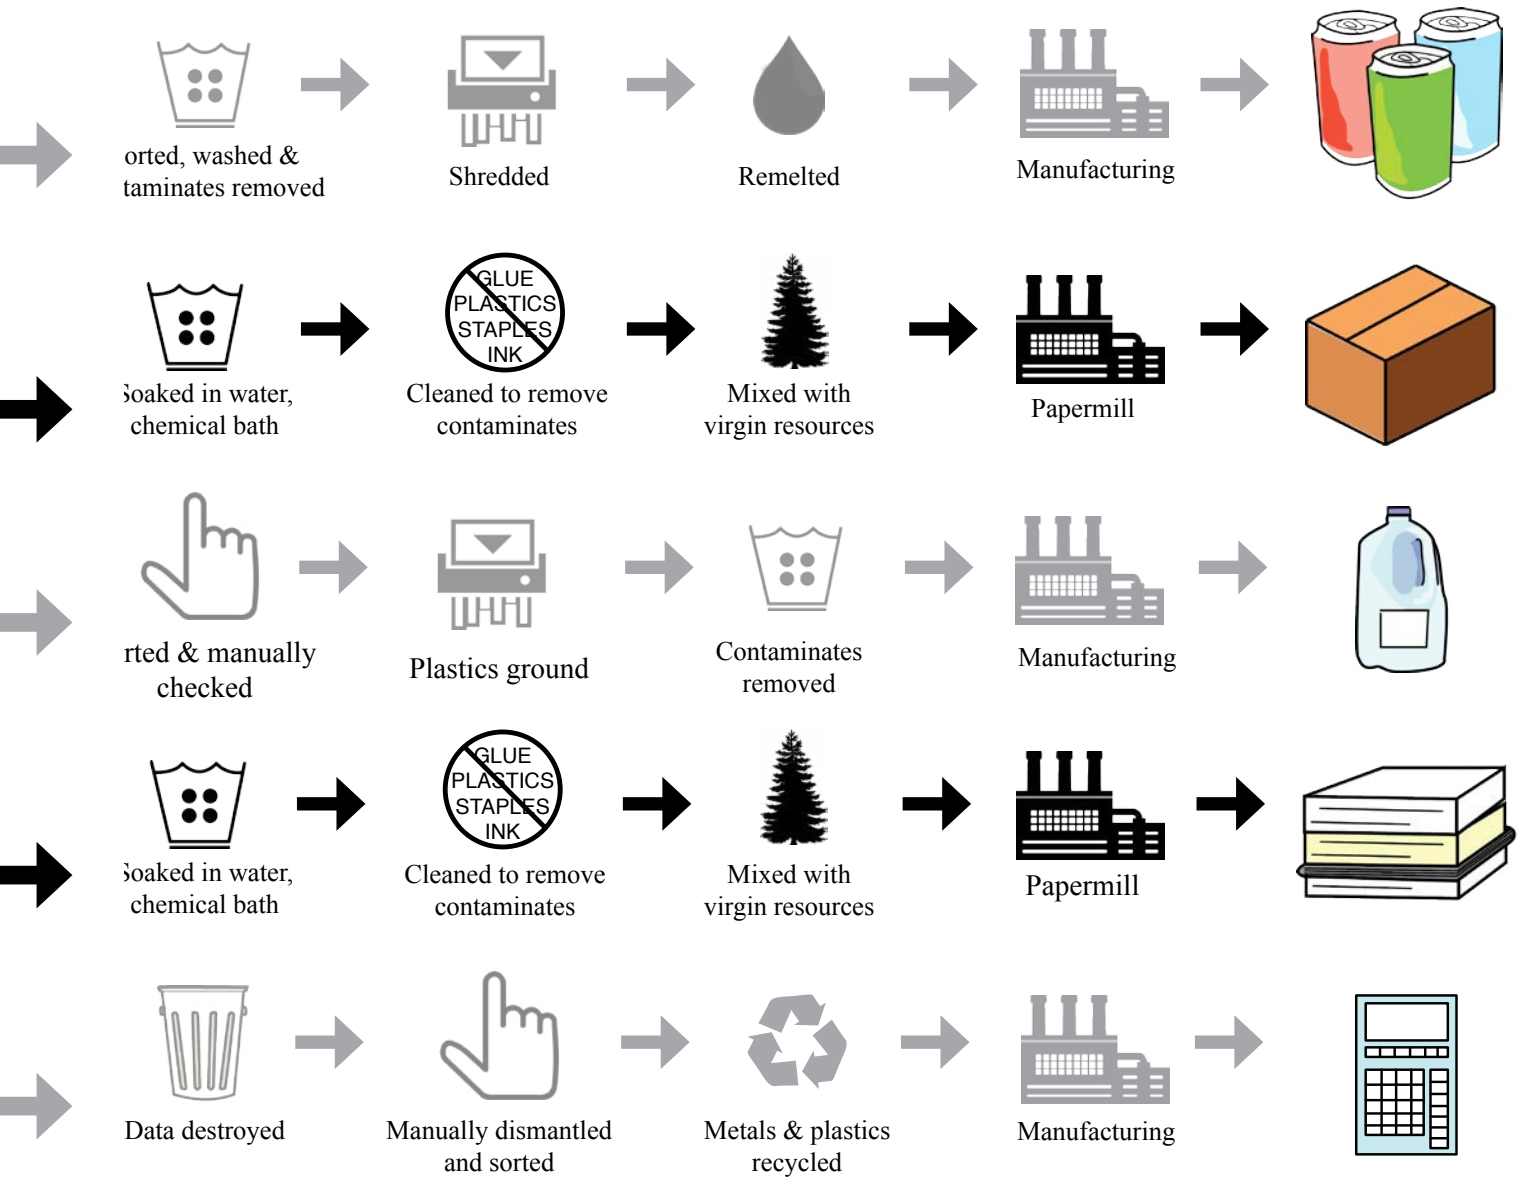 orted, washed &
taminates removed
Shredded
Remelted
Manufacturing
GLUE
PLASTICS
STAPLES
INK
Soaked in water,
chemical bath
Cleaned to remove
contaminates
Mixed with
virgin resources
Papermill
rted & manually
checked
Plastics ground
Contaminates
removed
Manufacturing
GLUE
PLASTICS
STAPLES
INK
Soaked in water,
chemical bath
Cleaned to remove
contaminates
Mixed with
virgin resources
Papermill
Data destroyed
Manually dismantled
and sorted
Metals & plastics
recycled
Manufacturing